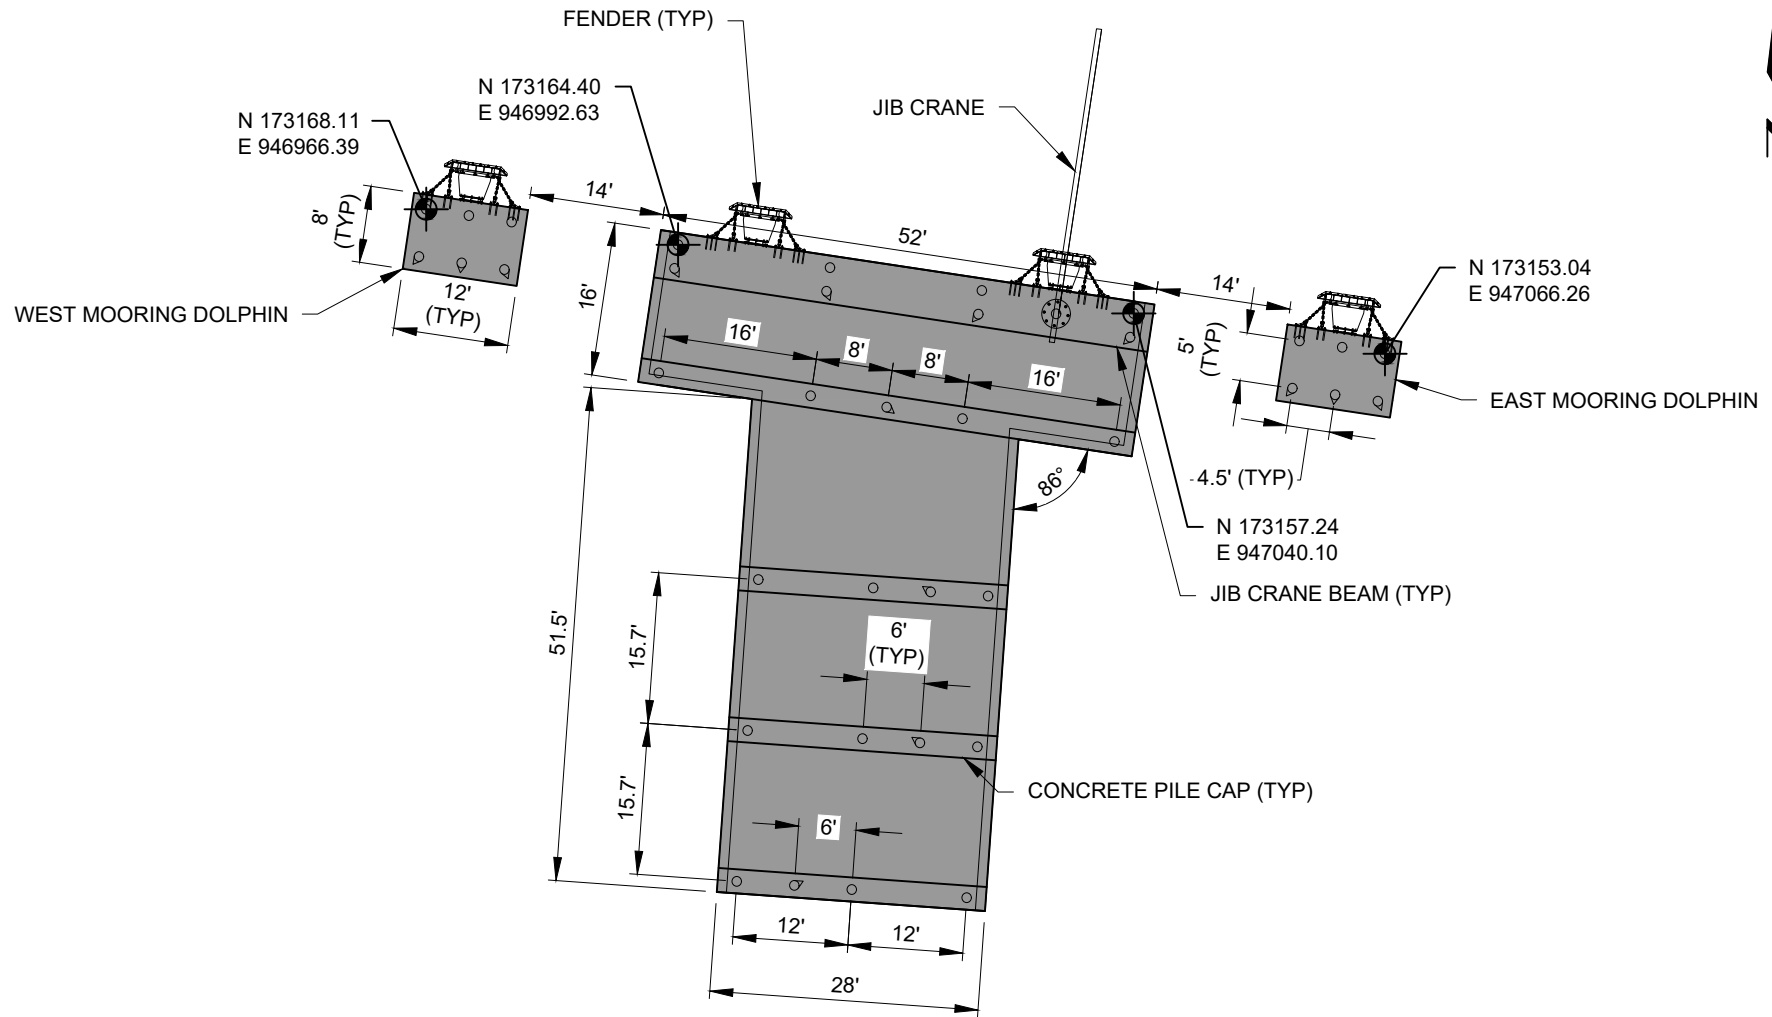 FENDER (TYP)
N 173164.40
E 946992.63
JIB CRANE
N 173168.11
E 946966.39
14'
8'
(TYP)
52'
N 173153.04
E 947066.26
14'
12'
(TYP)
WEST MOORING DOLPHIN
16'
16'
8'
8'
16'
5'
(TYP)
EAST MOORING DOLPHIN
86°
4.5' (TYP)
N 173157.24
E 947040.10
JIB CRANE BEAM (TYP)
51.5'
15.7'
6'
(TYP)
15.7'
CONCRETE PILE CAP (TYP)
6'
12'
12'
28'